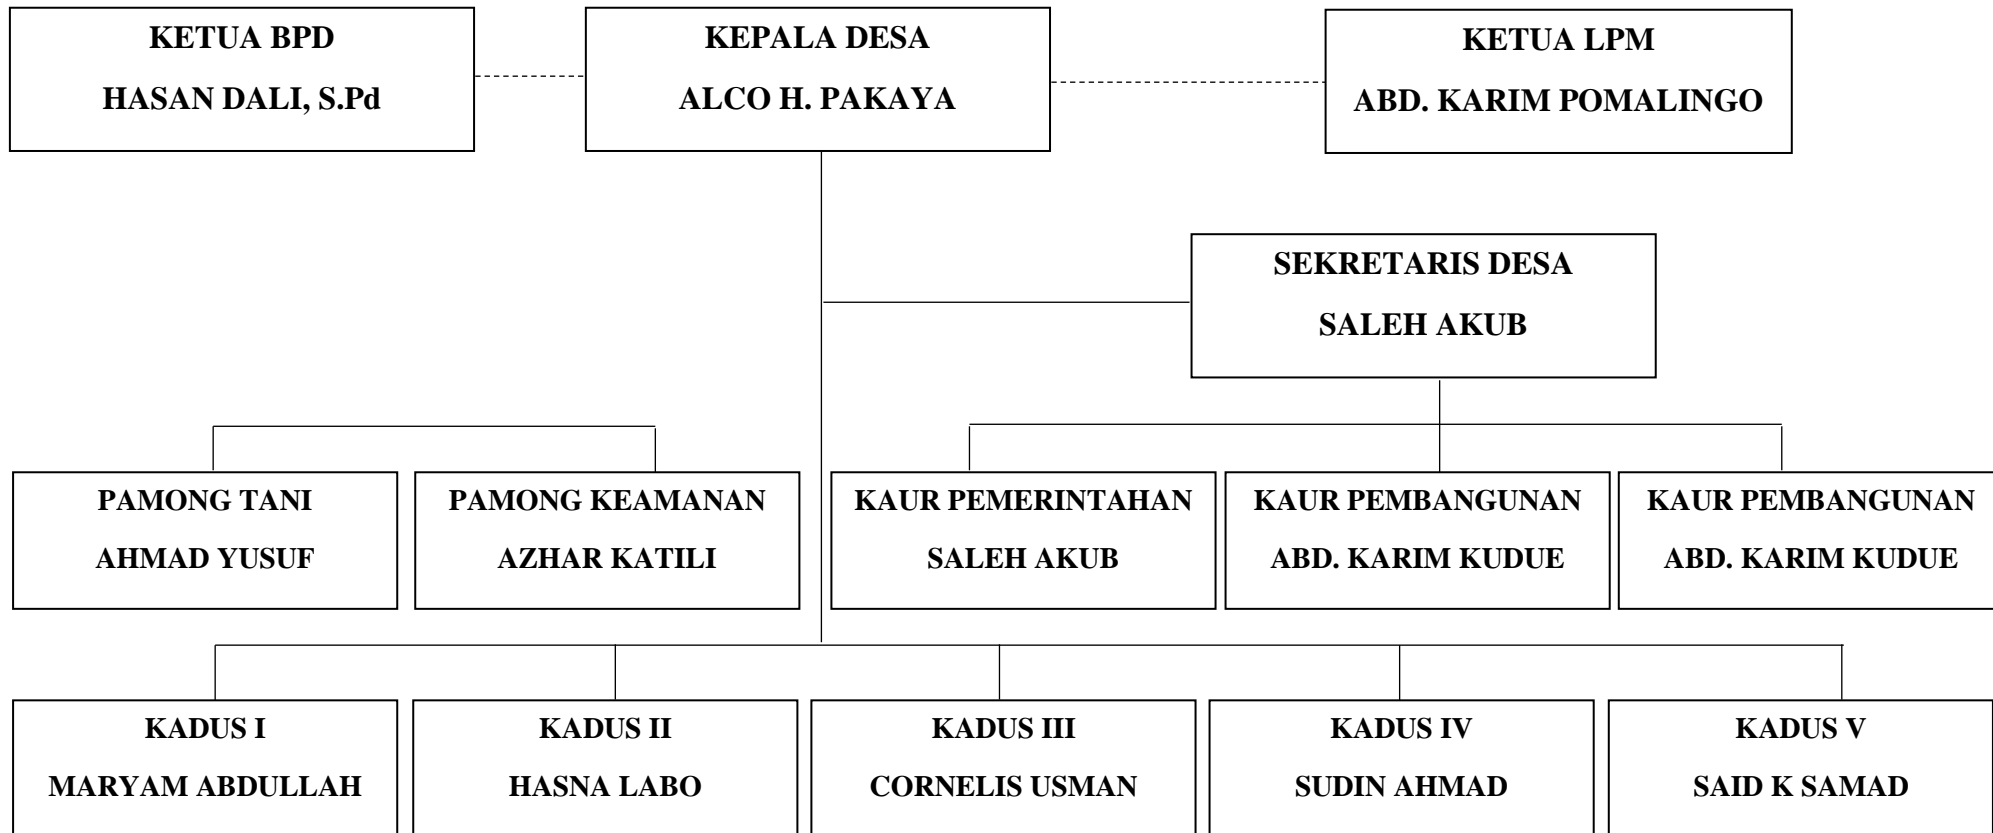 KETUA BPD
HASAN DALI, S.Pd
KEPALA DESA
ALCO H. PAKAYA
KETUA LPM
ABD. KARIM POMALINGO
SEKRETARIS DESA
SALEH AKUB
PAMONG TANI
AHMAD YUSUF
PAMONG KEAMANAN
AZHAR KATILI
KAUR PEMERINTAHAN
SALEH AKUB
KAUR PEMBANGUNAN
ABD. KARIM KUDUE
KAUR PEMBANGUNAN
ABD. KARIM KUDUE
KADUS I
MARYAM ABDULLAH
KADUS II
HASNA LABO
KADUS III
CORNELIS USMAN
KADUS IV
SUDIN AHMAD
KADUS V
SAID K SAMAD